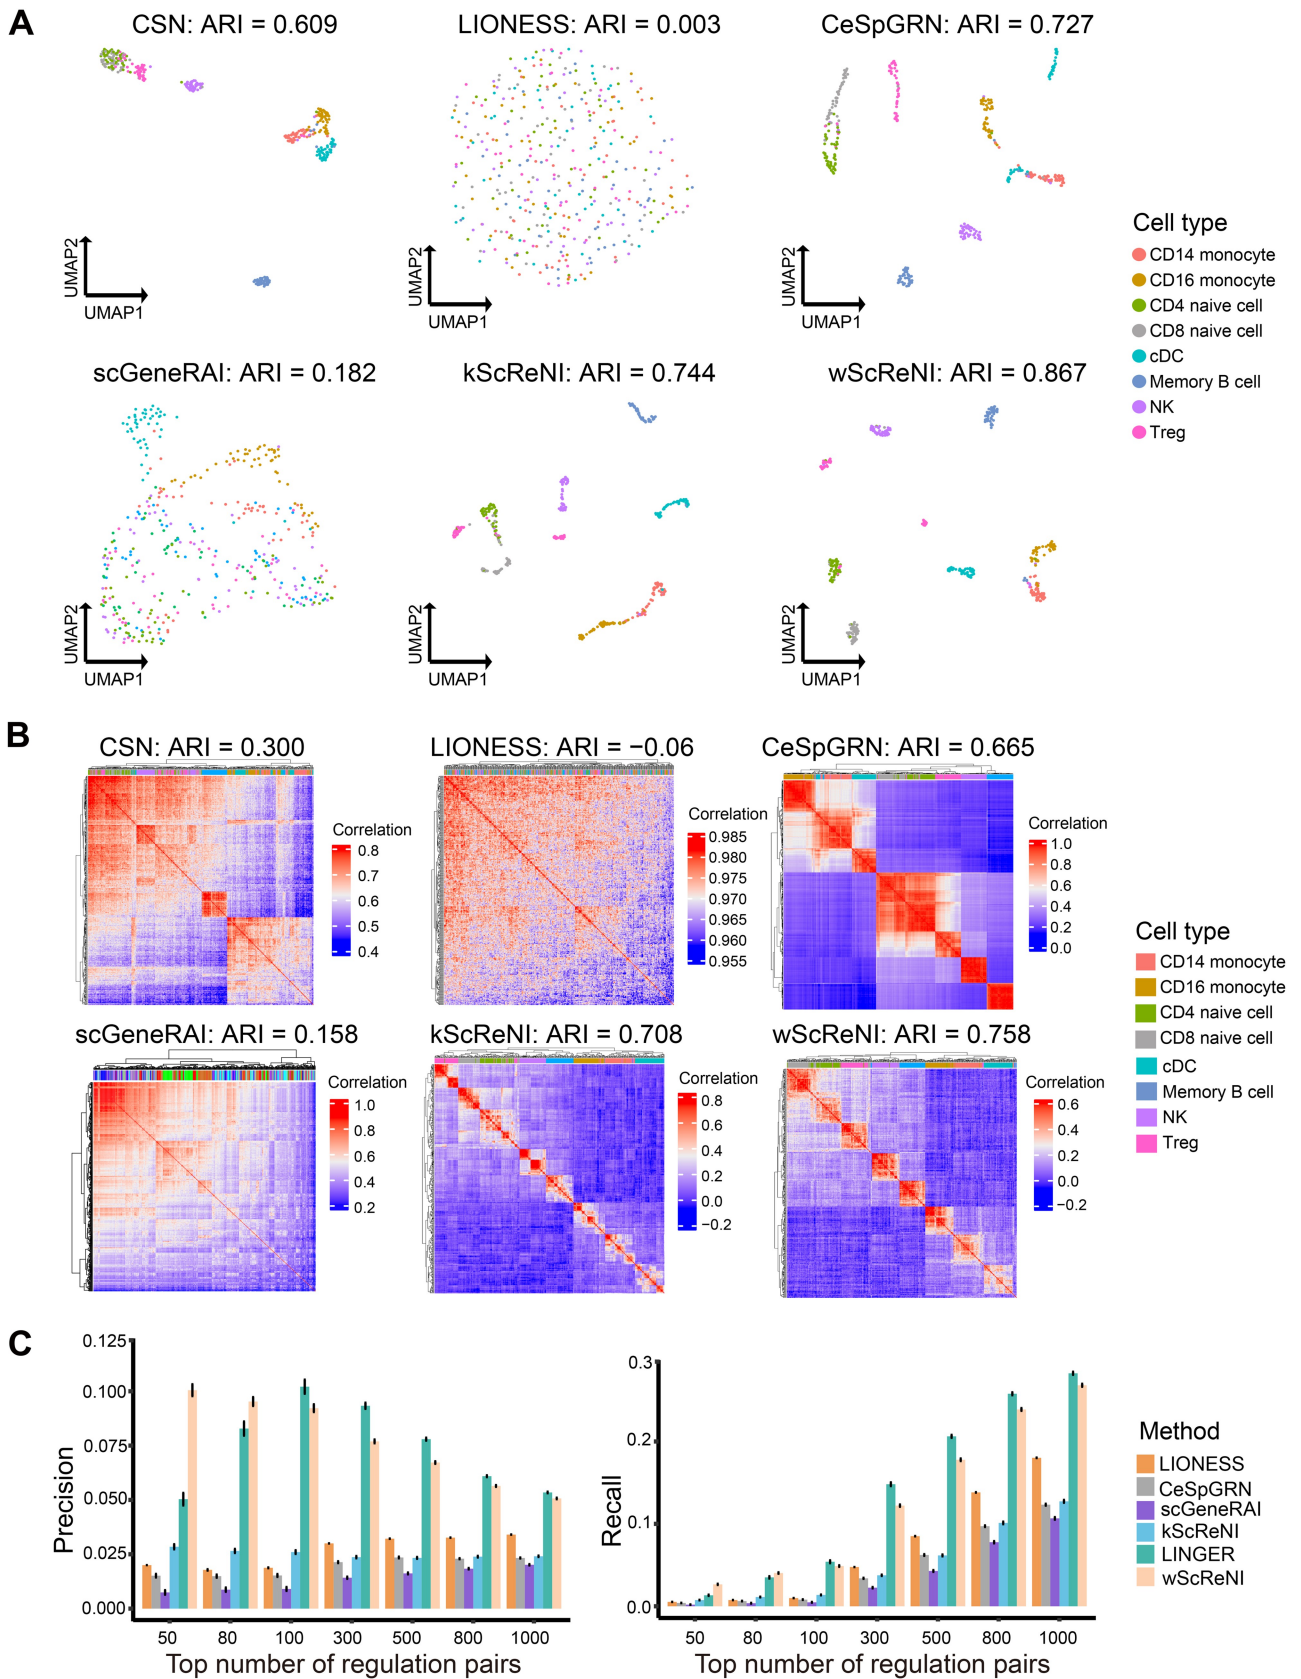 A
CSN: ARI = 0.609
LIONESS: ARI = 0.003
CeSpGRN: ARI = 0.727
UMAP2
UMAP1
UMAP2
UMAP1
UMAP2
UMAP1
Cell type
CD14 monocyte
CD16 monocyte
CD4 naive cell
CD8 naive cell
cDC
Memory B cell
NK
Treg
scGeneRAI: ARI = 0.182
kScReNI: ARI = 0.744
wScReNI: ARI = 0.867
UMAP2
UMAP1
UMAP2
UMAP1
UMAP2
UMAP1
B
CSN: ARI = 0.300
LIONESS: ARI = −0.06
CeSpGRN: ARI = 0.665
Correlation
0.8
0.7
0.6
0.5
0.4
Correlation
0.985
0.980
0.975
0.970
0.965
0.960
0.955
Correlation
1.0
0.8
0.6
0.4
0.2
0.0
scGeneRAI: ARI = 0.158
kScReNI: ARI = 0.708
wScReNI: ARI = 0.758
Correlation
1.0
0.8
0.6
0.4
0.2
Correlation
0.8
0.6
0.4
0.2
0.0
−0.2
Correlation
0.6
0.4
0.2
0.0
−0.2
Cell type
CD14 monocyte
CD16 monocyte
CD4 naive cell
CD8 naive cell
cDC
Memory B cell
NK
Treg
C
Precision
0.125
0.100
0.075
0.050
0.025
0.000
50 80 100 300 500 800 1000
Top number of regulation pairs
Recall
0.3
0.2
0.1
0.0
50 80 100 300 500 800 1000
Top number of regulation pairs
Method
LIONESS
CeSpGRN
scGeneRAI
kScReNI
LINGER
wScReNI